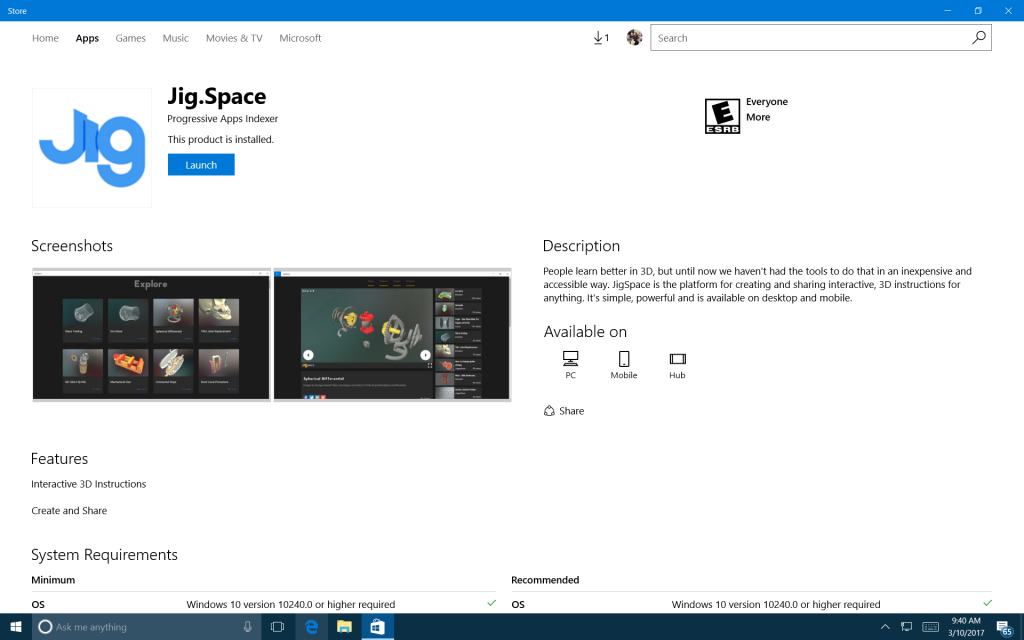 Store
Home Apps Games Music Movies & TV Microsoft
1
Search
Jig
Jig.Space
Progressive Apps Indexer
This product is installed.
Launch
E
ESRB
Everyone
More
Screenshots
Explore
Spherical Differential
Description
People learn better in 3D, but until now we haven't had the tools to do that in an inexpensive and
accessible way. JigSpace is the platform for creating and sharing interactive, 3D instructions for
anything. It's simple, powerful and is available on desktop and mobile.
Available on
PC Mobile Hub
Share
Features
Interactive 3D Instructions
Create and Share
System Requirements
Minimum
OS Windows 10 version 10240.0 or higher required
Recommended
OS Windows 10 version 10240.0 or higher required
Ask me anything
9:40 AM
3/10/2017
65